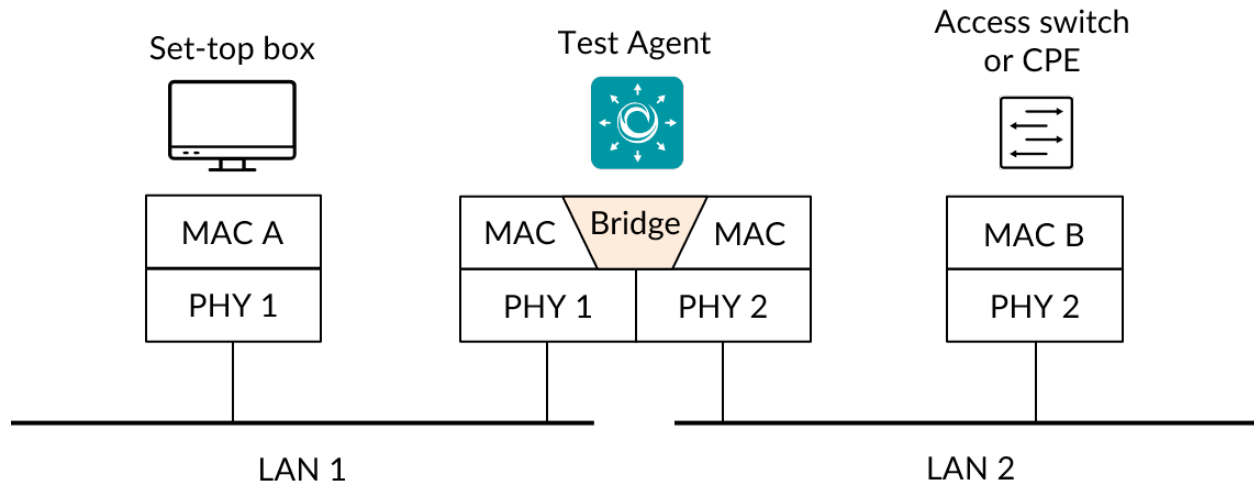 Set-top box
Test Agent
Access switch
or CPE
MAC A
MAC
Bridge
MAC
MAC B
PHY 1
PHY 1
PHY 2
PHY 2
LAN 1
LAN 2